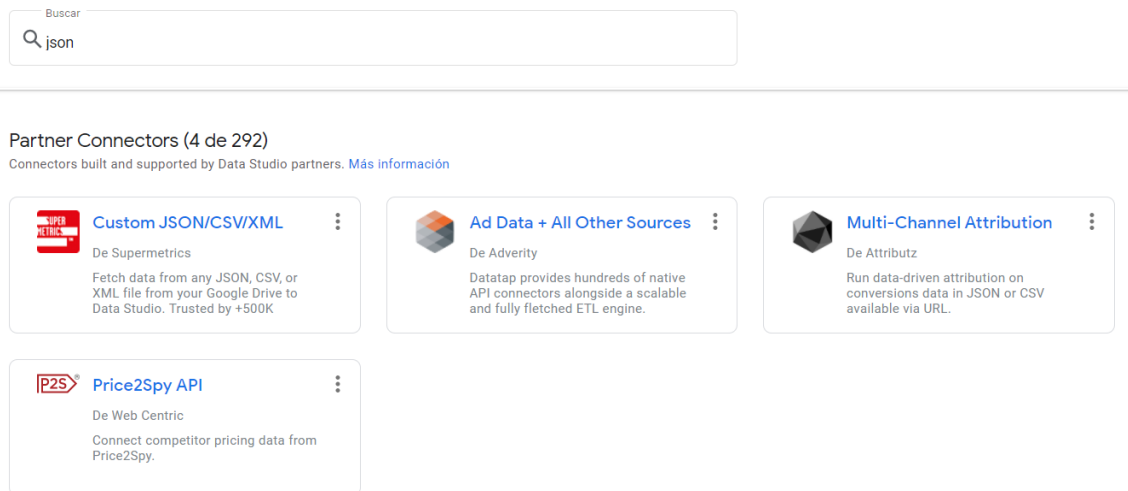 Buscar
json
Partner Connectors (4 de 292)
Connectors built and supported by Data Studio partners. Más información
SUPER
METRICS
Custom JSON/CSV/XML
De Supermetrics
Fetch data from any JSON, CSV, or
XML file from your Google Drive to
Data Studio. Trusted by +500K
Ad Data + All Other Sources
De Adverity
Datatap provides hundreds of native
API connectors alongside a scalable
and fully fletched ETL engine.
Multi-Channel Attribution
De Attributz
Run data-driven attribution on
conversions data in JSON or CSV
available via URL.
P2S®
Price2Spy API
De Web Centric
Connect competitor pricing data from
Price2Spy.